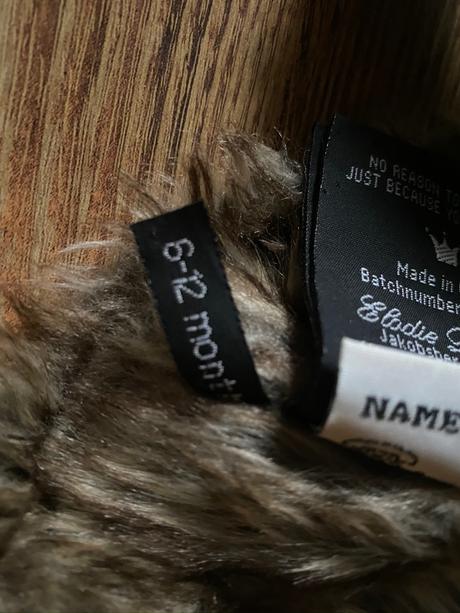 6-12 mont
NO REASON TO
JUST BECAUSE
Made in
Batchnumber
Elodie
Jakobsbe
NAME